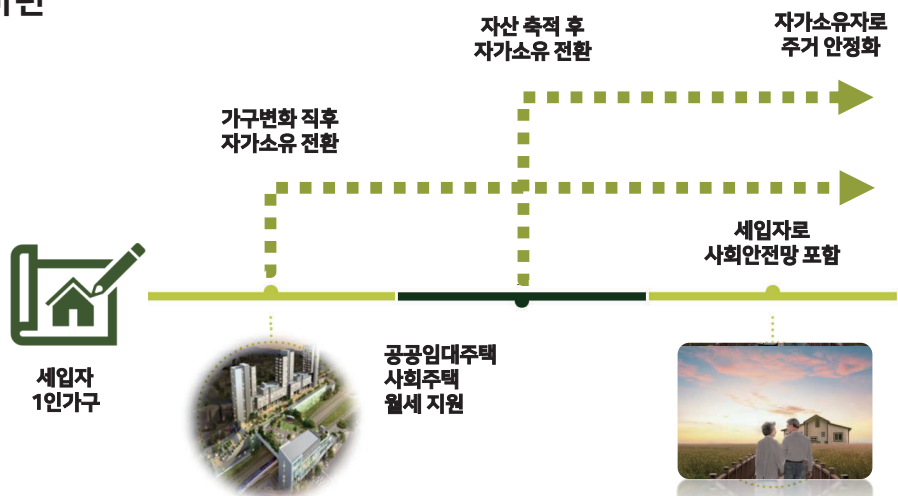 자산 축적 후
자가소유 전환
자가소유자로
주거 안정화
가구변화 직후
자가소유 전환
세입자로
사회안전망 포함
세입자
1인가구
공공임대주택
사회주택
월세 지원